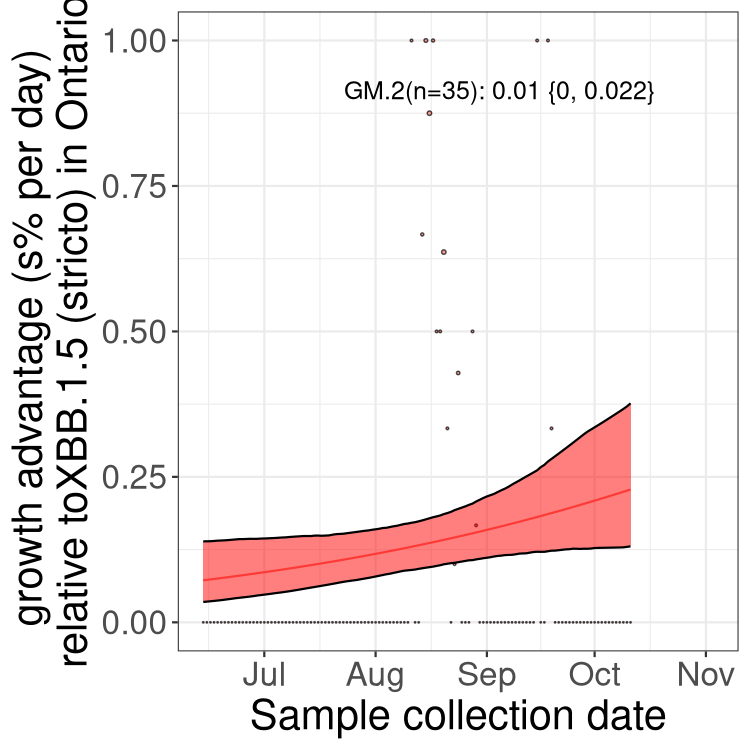 growth advantage (s% per day)
relative toXBB.1.5 (stricto) in Ontario
1.00
0.75
0.50
0.25
0.00
GM.2(n=35): 0.01 {0, 0.022}
Jul Aug Sep Oct Nov
Sample collection date